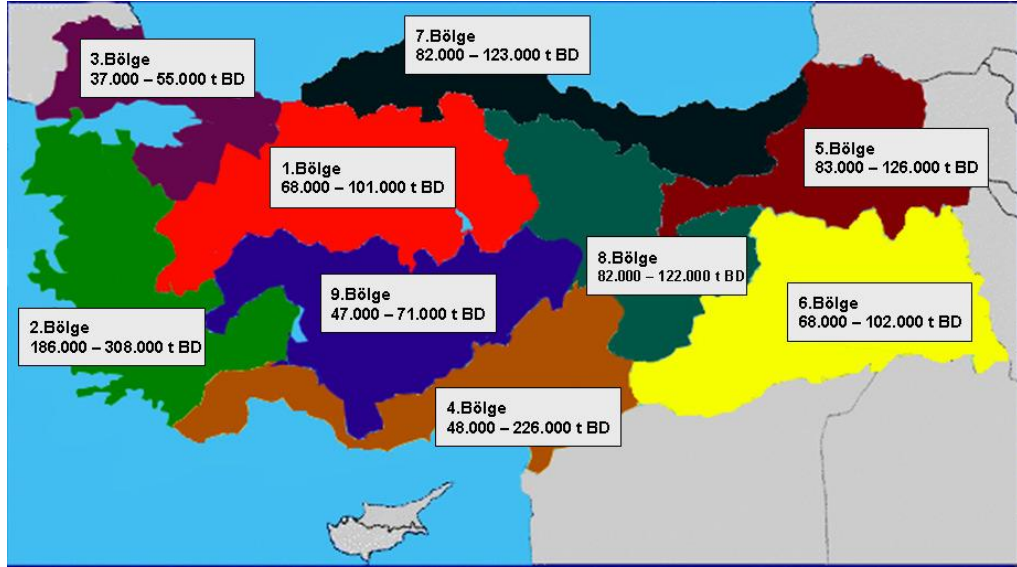 7.Bölge
82.000 – 123.000 t BD
3.Bölge
37.000 – 55.000 t BD
5.Bölge
83.000 – 126.000 t BD
1.Bölge
68.000 – 101.000 t BD
8.Bölge
82.000 – 122.000 t BD
9.Bölge
47.000 – 71.000 t BD
6.Bölge
68.000 – 102.000 t BD
2.Bölge
186.000 – 308.000 t BD
4.Bölge
48.000 – 226.000 t BD